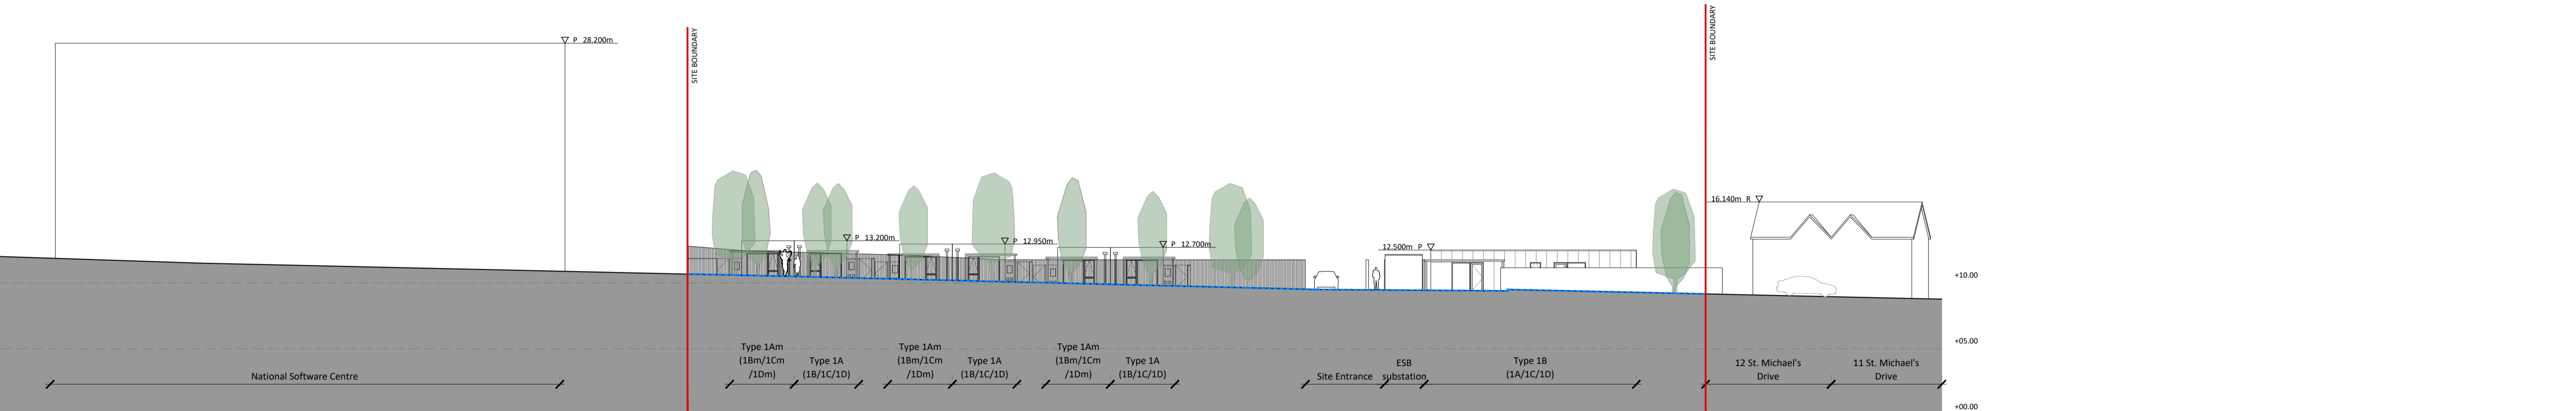 SITE BOUNDARY
SITE BOUNDARY
P 28.200m
16.140m R
P 13.200m
P 12.950m
P 12.700m
12.500m P
+10.00
+05.00
+00.00
National Software Centre
Type 1Am
(1Bm/1Cm
/1Dm)
Type 1A
(1B/1C/1D)
Type 1Am
(1Bm/1Cm
/1Dm)
Type 1A
(1B/1C/1D)
Type 1Am
(1Bm/1Cm
/1Dm)
Type 1A
(1B/1C/1D)
Site Entrance
ESB
substation
Type 1B
(1A/1C/1D)
12 St. Michael's
Drive
11 St. Michael's
Drive